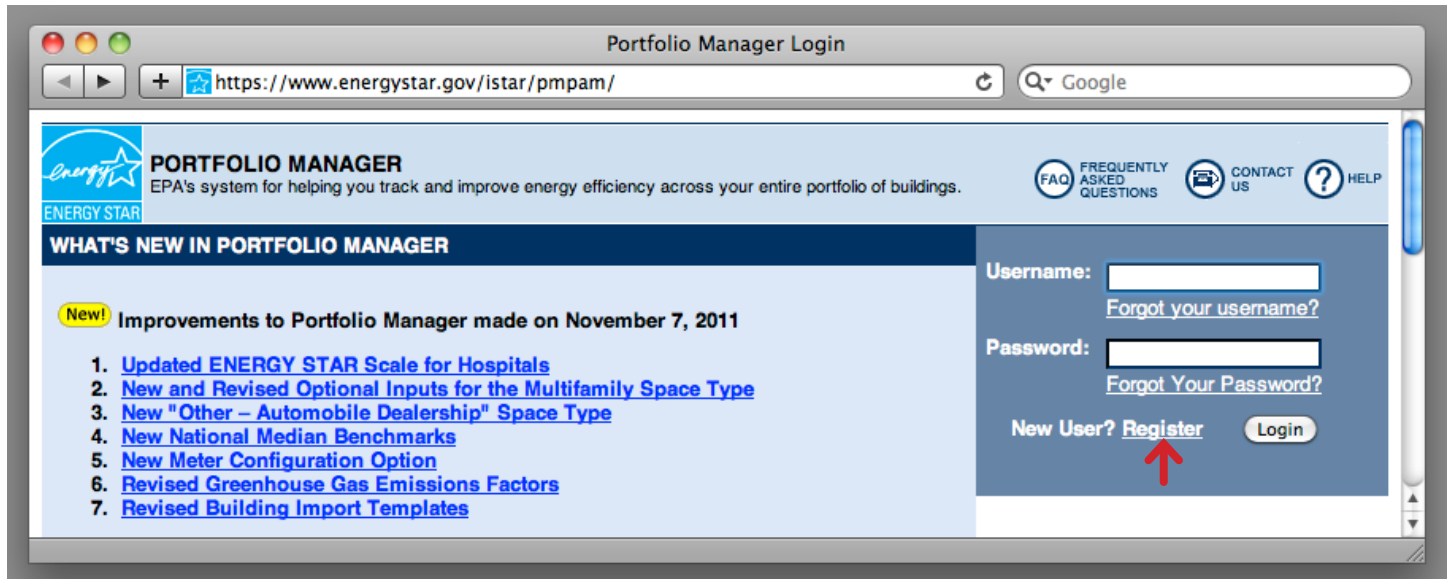 Portfolio Manager Login
https://www.energystar.gov/istar/pmpam/
Google
energy
ENERGY STAR
PORTFOLIO MANAGER
EPA's system for helping you track and improve energy efficiency across your entire portfolio of buildings.
FAQ
FREQUENTLY
ASKED
QUESTIONS
CONTACT
US
? HELP
WHAT'S NEW IN PORTFOLIO MANAGER
New! Improvements to Portfolio Manager made on November 7, 2011
1. Updated ENERGY STAR Scale for Hospitals
2. New and Revised Optional Inputs for the Multifamily Space Type
3. New "Other – Automobile Dealership" Space Type
4. New National Median Benchmarks
5. New Meter Configuration Option
6. Revised Greenhouse Gas Emissions Factors
7. Revised Building Import Templates
Username:
Forgot your username?
Password:
Forgot Your Password?
New User? Register Login